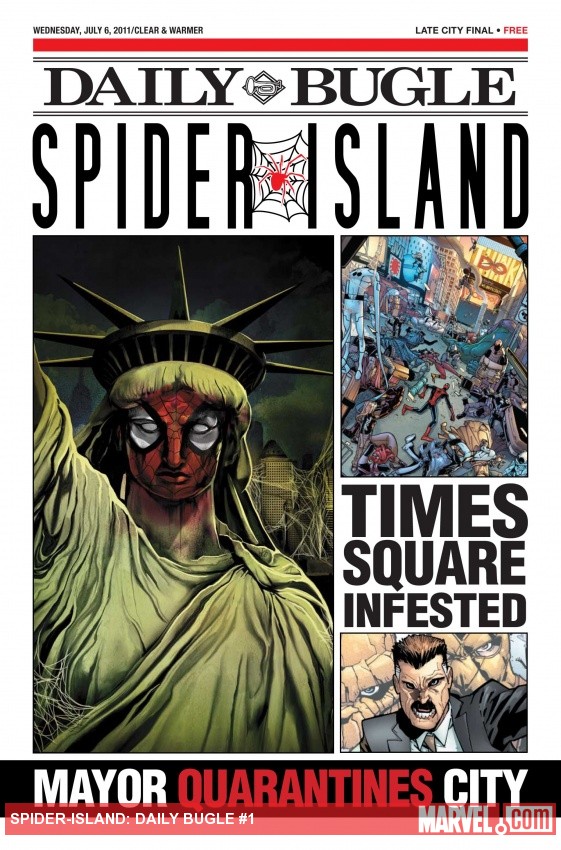 WEDNESDAY, JULY 6, 2011/CLEAR & WARMER
LATE CITY FINAL • FREE
DAILY BUGLE
SPIDER ISLAND
TIMES
SQUARE
INFESTED
MAYOR QUARANTINES CITY
SPIDER-ISLAND: DAILY BUGLE #1
MARVEL.com